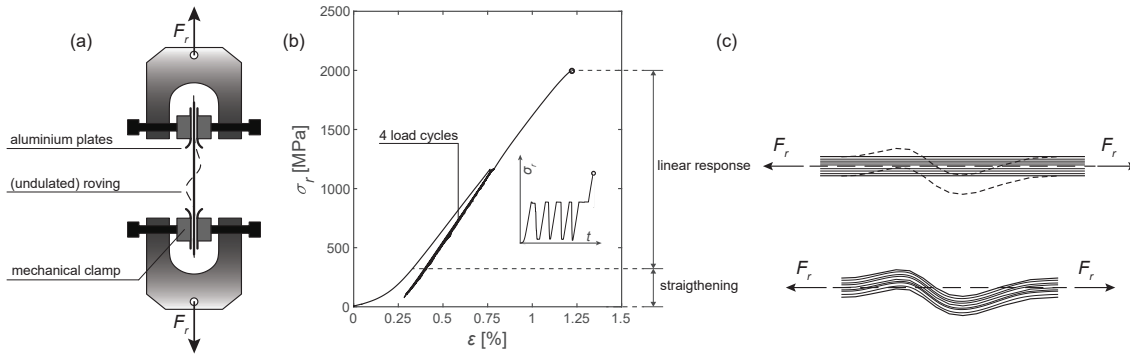 (a)
F_r
aluminium plates
(undulated) roving
mechanical clamp
F_r
(b)
2500
2000
1500
1000
500
0
0
0.25
0.5
0.75
1
1.25
1.5
σ_r [MPa]
ε [%]
4 load cycles
σ_r
t
linear response
straigthening
(c)
F_r
F_r
F_r
F_r